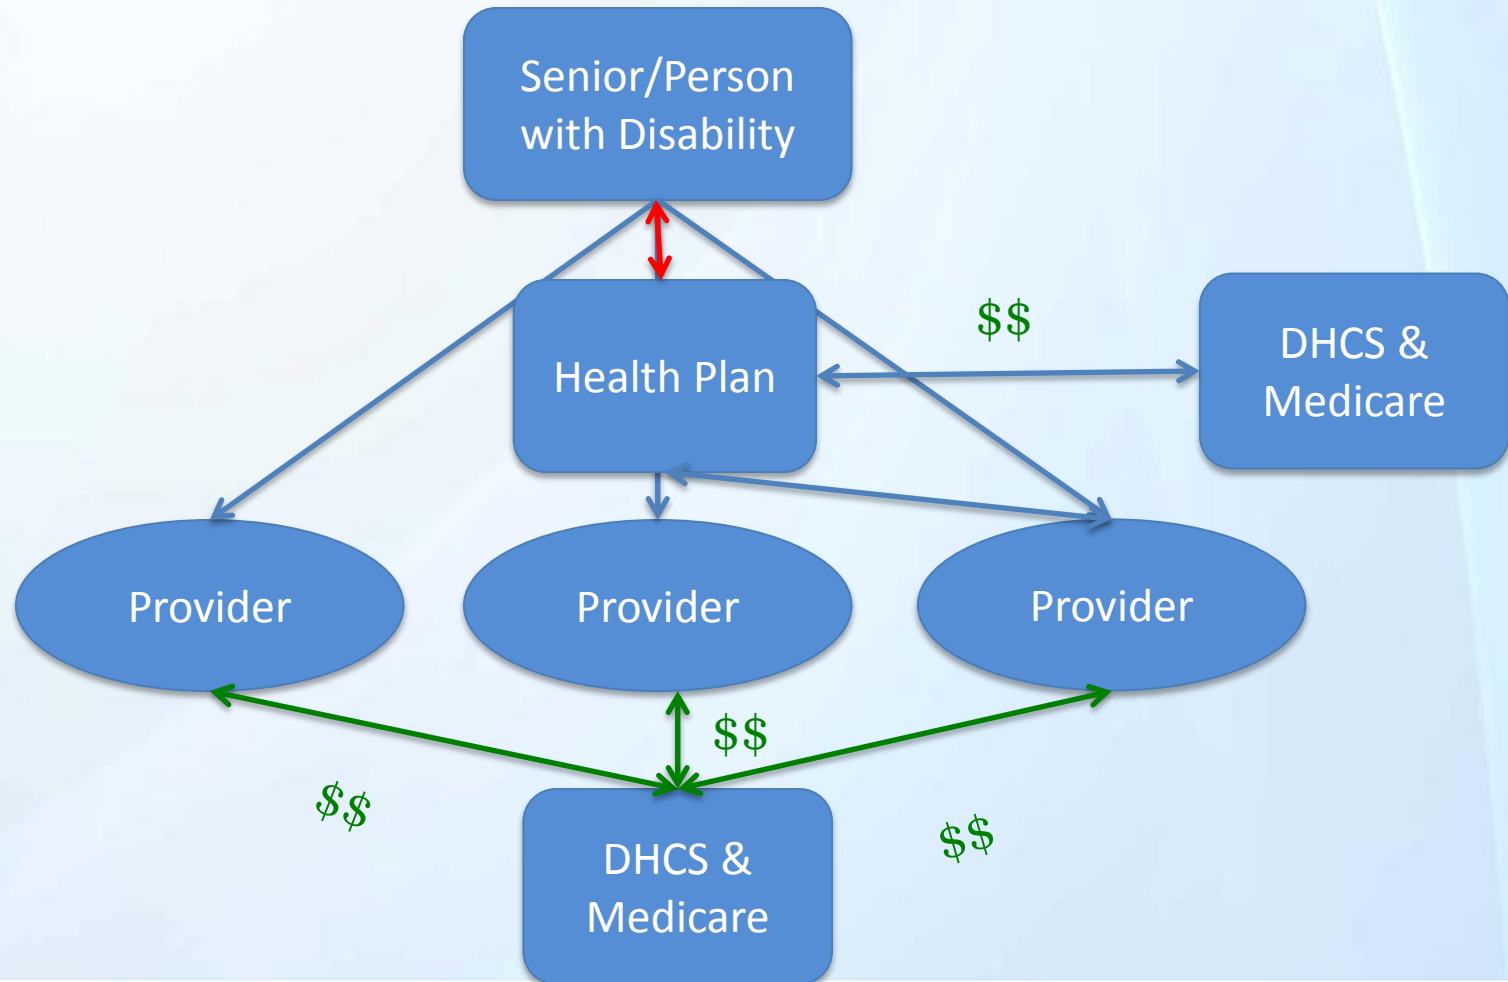 Senior/Person
with Disability
$$
Health Plan
DHCS &
Medicare
Provider
Provider
Provider
$$
$$
$$
DHCS &
Medicare